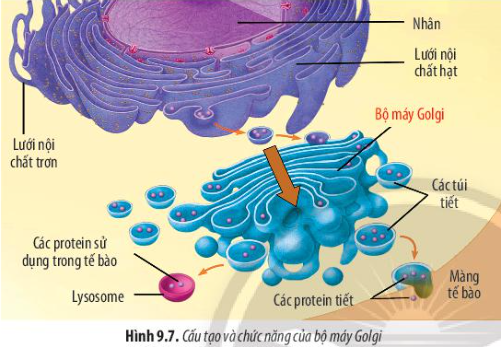 Nhân
Lưới nội
chất hạt
Bộ máy Golgi
Lưới nội
chất trơn
Các túi
tiết
Các protein sử
dụng trong tế bào
Lysosome
Các protein tiết
Màng
tế bào
Hình 9.7. Cấu tạo và chức năng của bộ máy Golgi